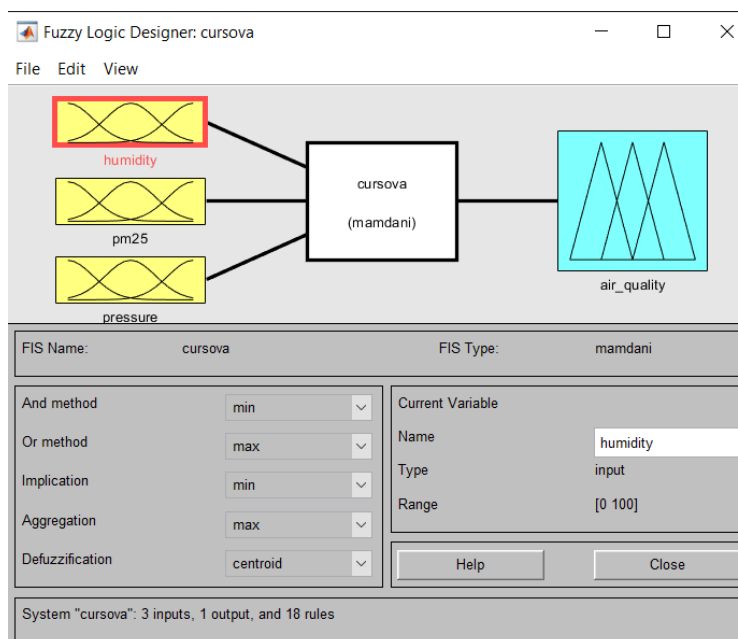 Fuzzy Logic Designer: cursova
File Edit View
humidity
pm25
pressure
cursova
(mamdani)
air_quality
FIS Name: cursova FIS Type: mamdani
And method min
Or method max
Implication min
Aggregation max
Defuzzification centroid
Current Variable
Name humidity
Type input
Range [0 100]
Help Close
System "cursova": 3 inputs, 1 output, and 18 rules